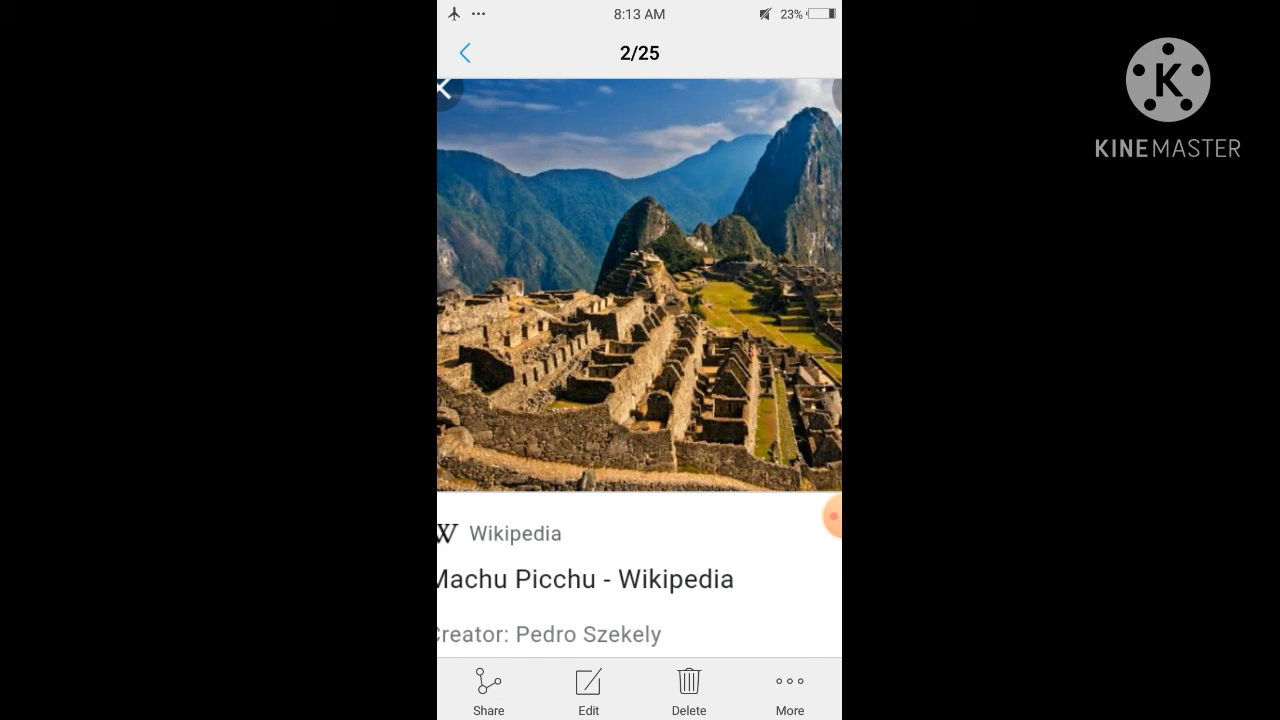 8:13 AM
23%
2/25
K
KINEMASTER
W Wikipedia
Machu Picchu - Wikipedia
Creator: Pedro Szekely
Share
Edit
Delete
More